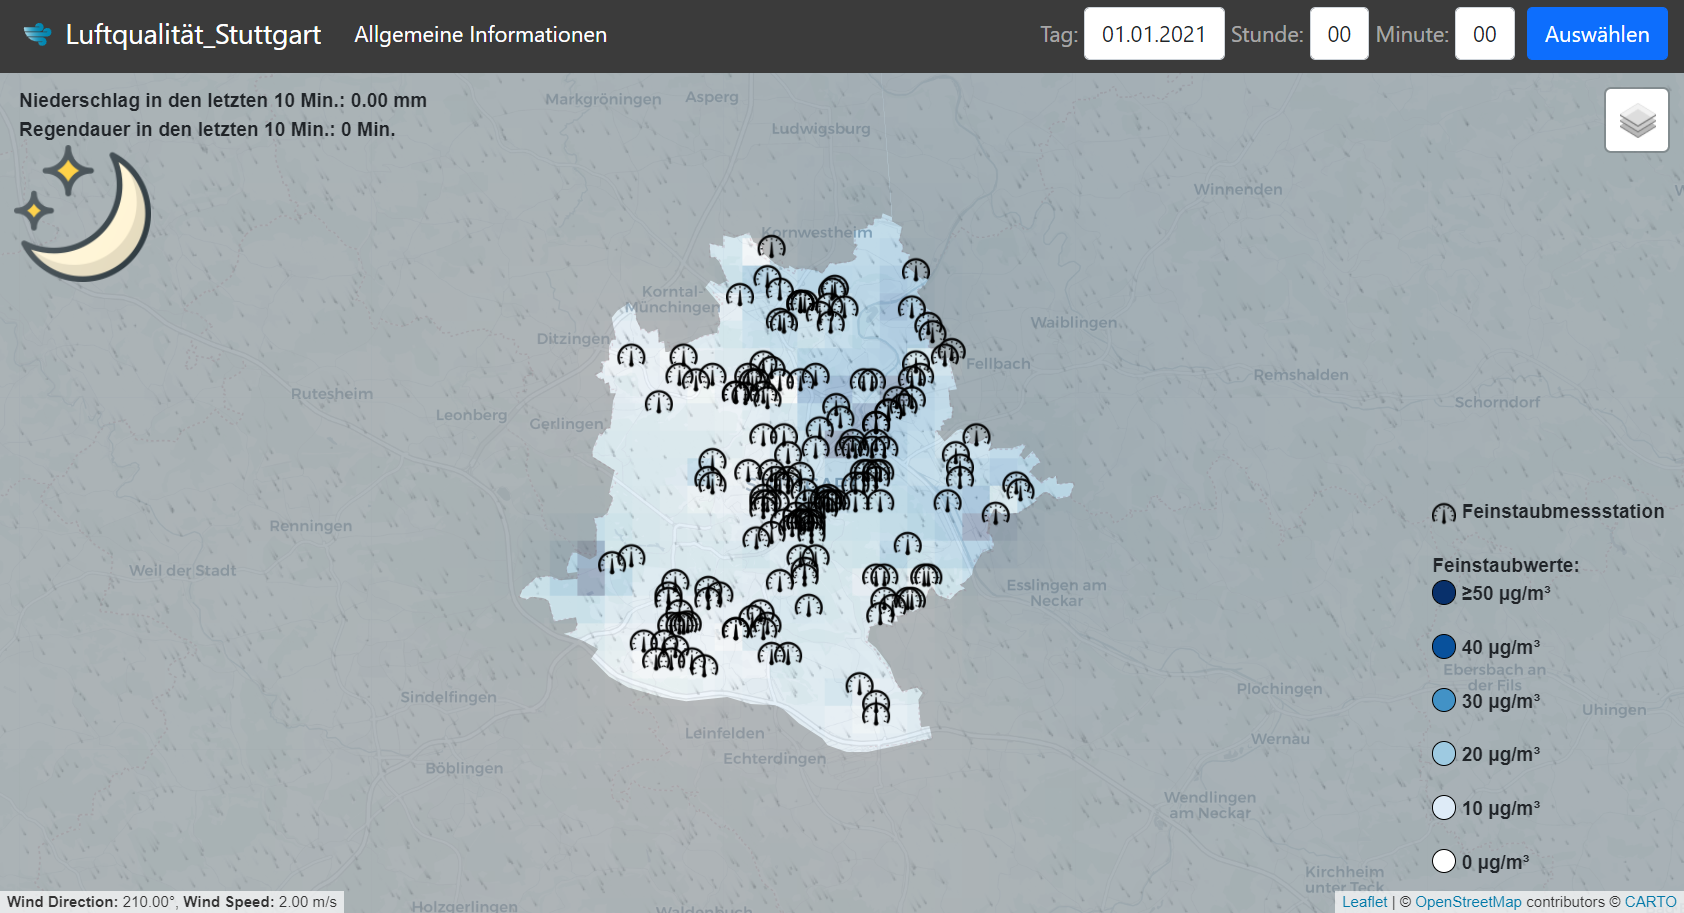 Luftqualität_Stuttgart Allgemeine Informationen Tag: 01.01.2021 Stunde: 00 Minute: 00 Auswählen
Niederschlag in den letzten 10 Min.: 0.00 mm
Regendauer in den letzten 10 Min.: 0 Min.
Markgröningen
Asperg
Ludwigsburg
Winnenden
Kornwestheim
Korntal-
Münchingen
Ditzingen
Waiblingen
Fellbach
Remshalden
Rutesheim
Leonberg
Gerlingen
Schorndorf
Renningen
Weil der Stadt
Esslingen am
Neckar
Feinstaubmessstation
Feinstaubwerte:
≥50 µg/m³
40 µg/m³
Ebersbach an
der Fils
30 µg/m³
20 µg/m³
10 µg/m³
0 µg/m³
Sindelfingen
Plochingen
Uhingen
Leinfelden
Echterdingen
Wernau
Böblingen
Wendlingen
am Neckar
Kirchheim
unter Teck
Holzgerlingen
Waldenbuch
Wind Direction: 210.00°, Wind Speed: 2.00 m/s
Leaflet | © OpenStreetMap contributors © CARTO